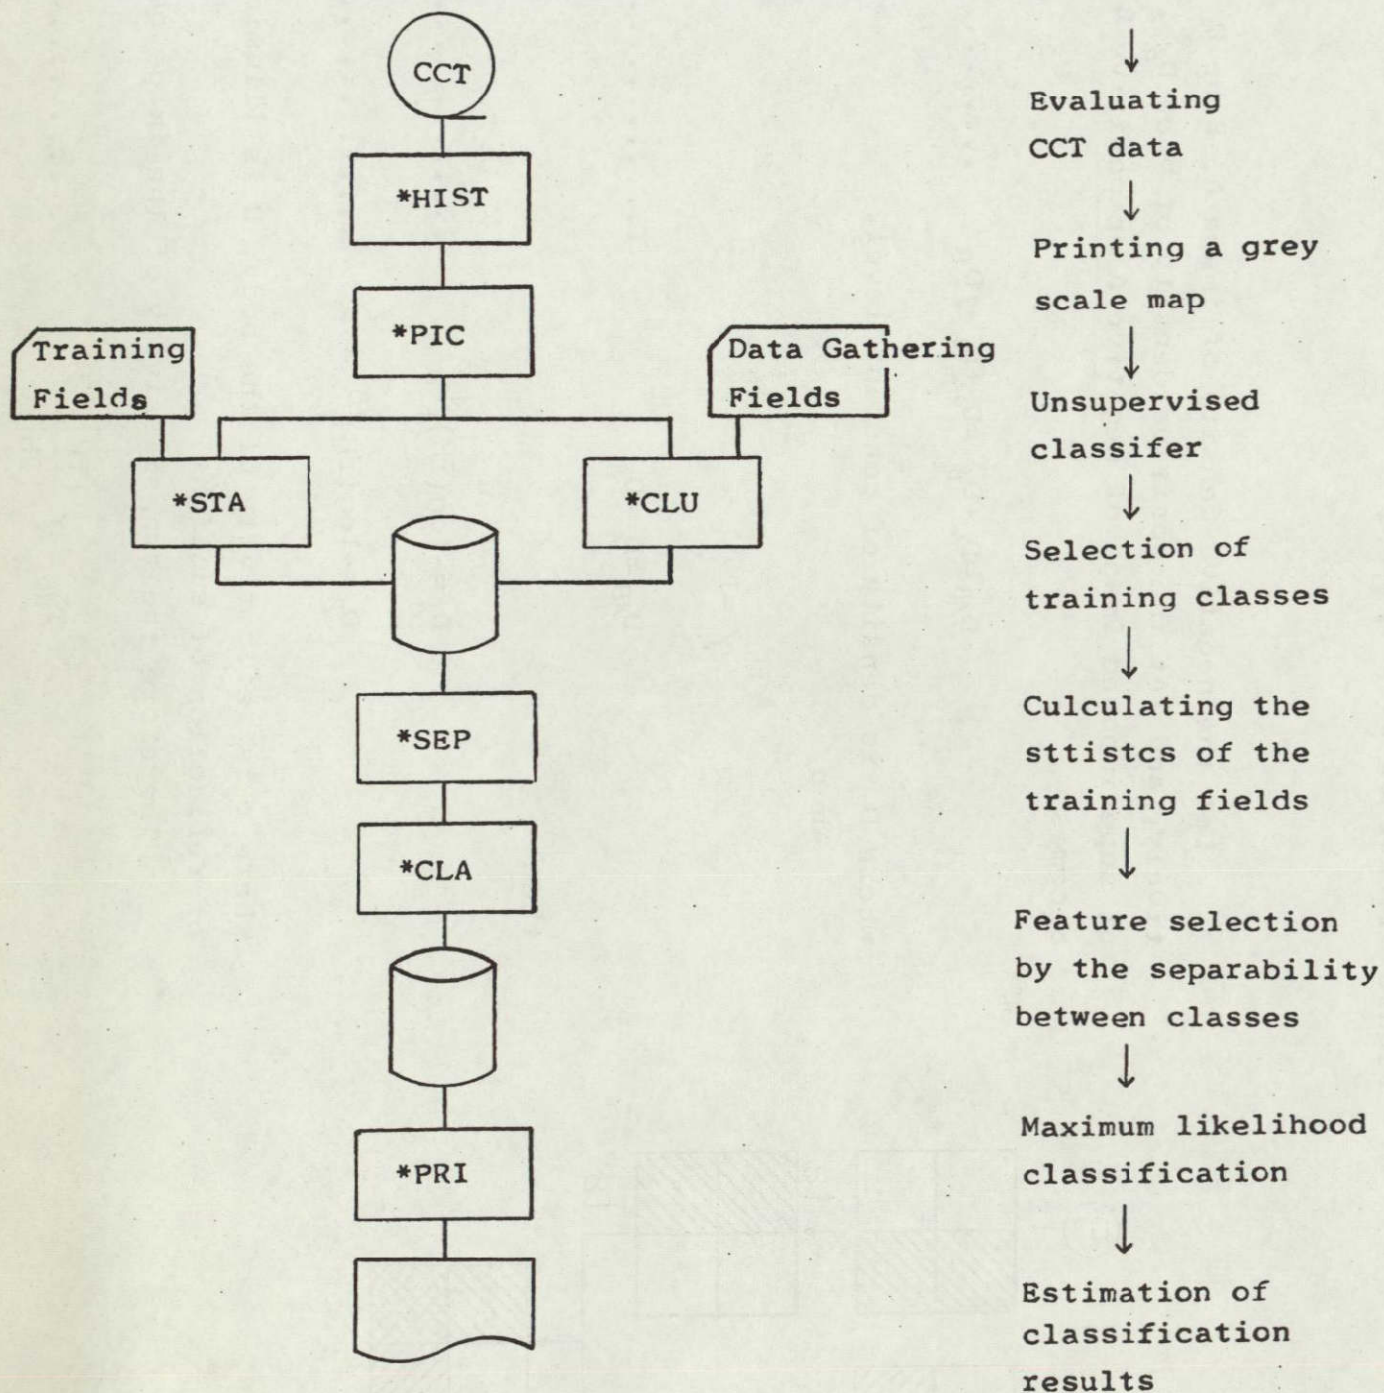 CCT
*HIST
*PIC
Training
Fields
Data Gathering
Fields
*STA
*CLU
*SEP
*CLA
*PRI
Evaluating
CCT data
Printing a grey
scale map
Unsupervised
classifer
Selection of
training classes
Culculating the
sttistcs of the
training fields
Feature selection
by the separability
between classes
Maximum likelihood
classification
Estimation of
classification
results